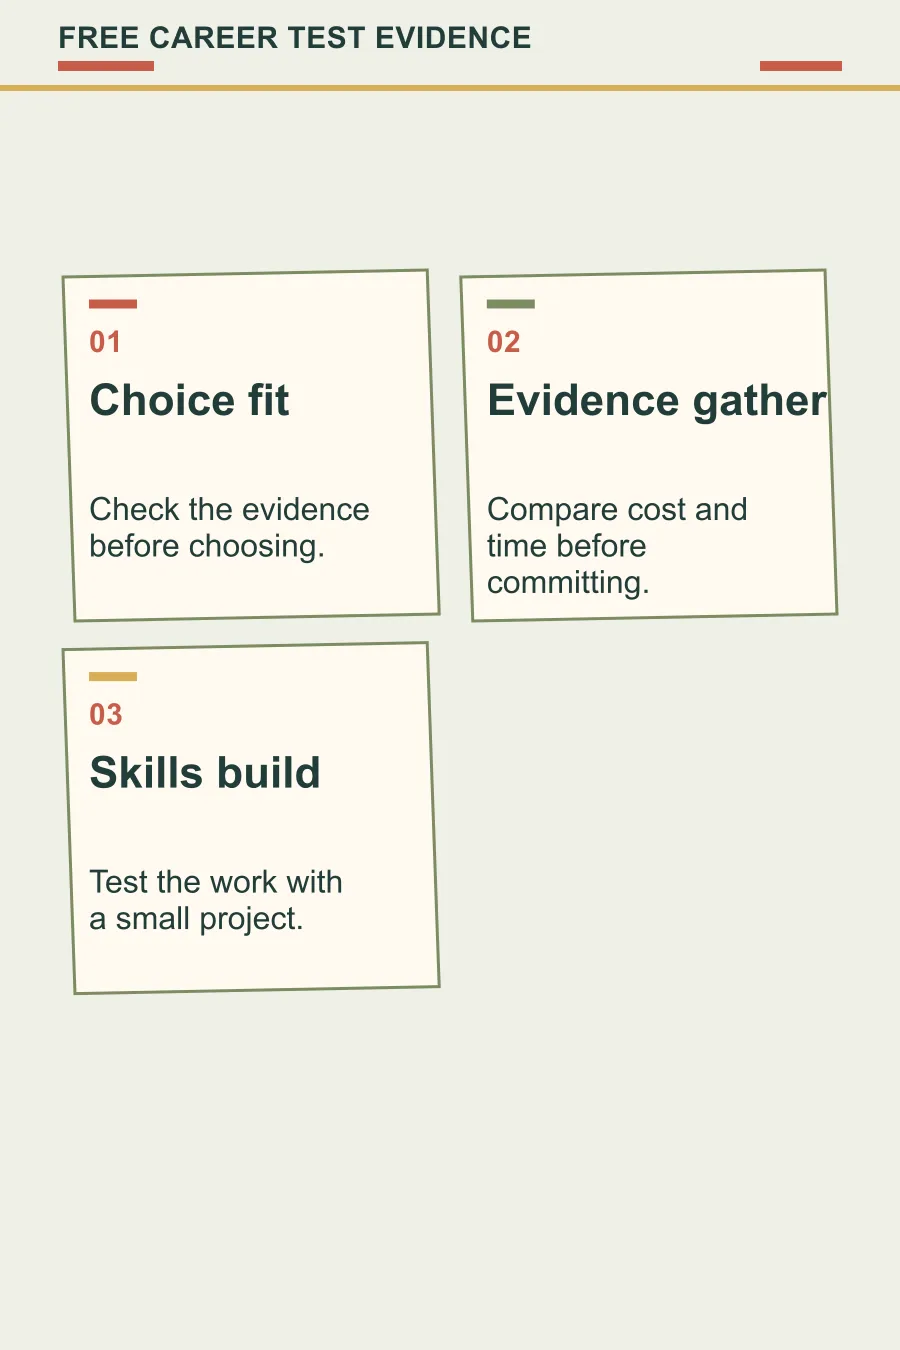 FREE CAREER TEST EVIDENCE
01
Choice fit
Check the evidence
before choosing.
02
Evidence gather
Compare cost and
time before
committing.
03
Skills build
Test the work with
a small project.